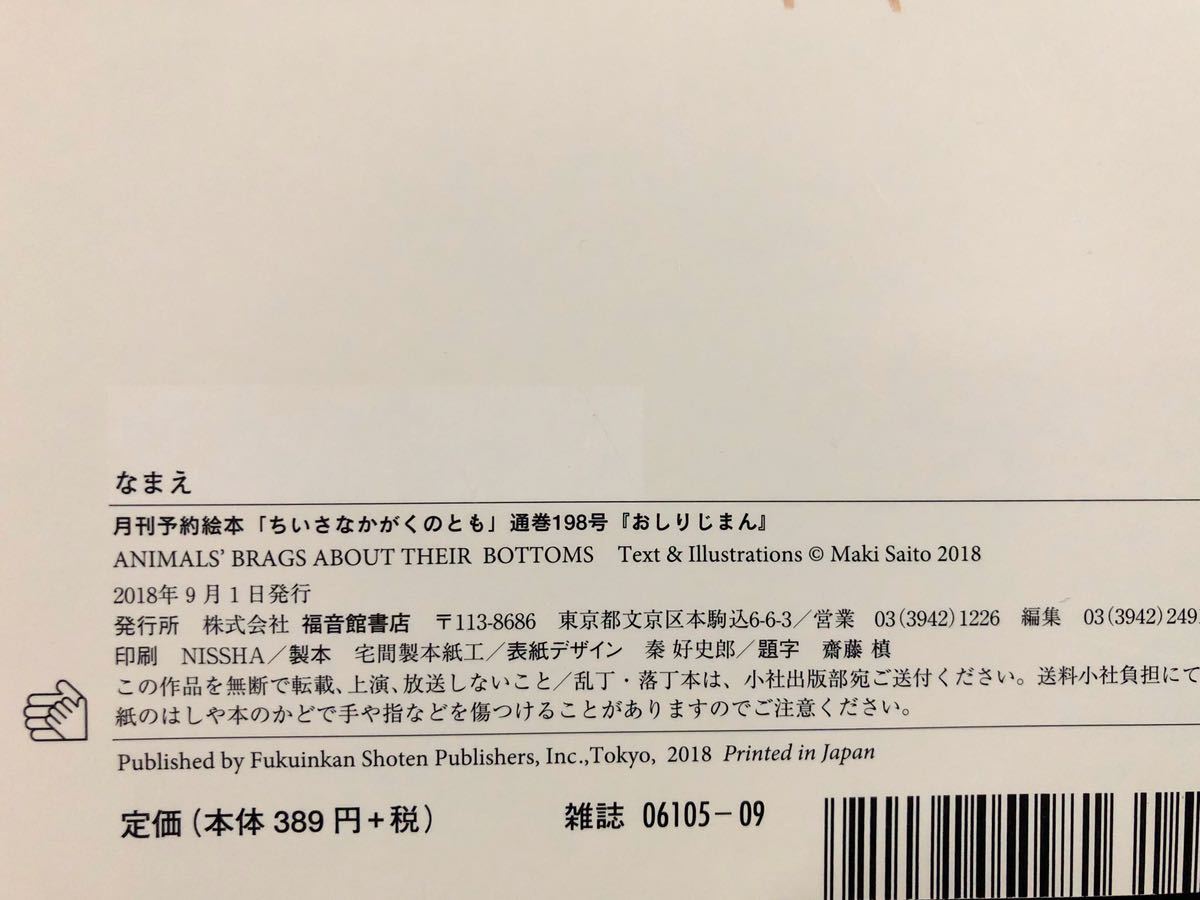 なまえ
月刊予約絵本「ちいさなかがくのとも」通巻198号『おしりじまん』
ANIMALS’ BRAGS ABOUT THEIR BOTTOMS Text & Illustrations © Maki Saito 2018
2018年9月1日発行
発行所 株式会社 福音館書店 〒113-8686 東京都文京区本駒込6-6-3／営業 03(3942)1226 編集 03(3942)249
印刷 NISSHA／製本 宅間製本紙工／表紙デザイン 秦 好史郎／題字 齋藤 槙
この作品を無断で転載、上演、放送しないこと／乱丁・落丁本は、小社出版部宛ご送付ください。送料小社負担にて
紙のはしや本のかどで手や指などを傷つけることがありますのでご注意ください。
Published by Fukuinkan Shoten Publishers, Inc.,Tokyo, 2018 Printed in Japan
定価（本体 389 円+税） 雑誌 06105-09